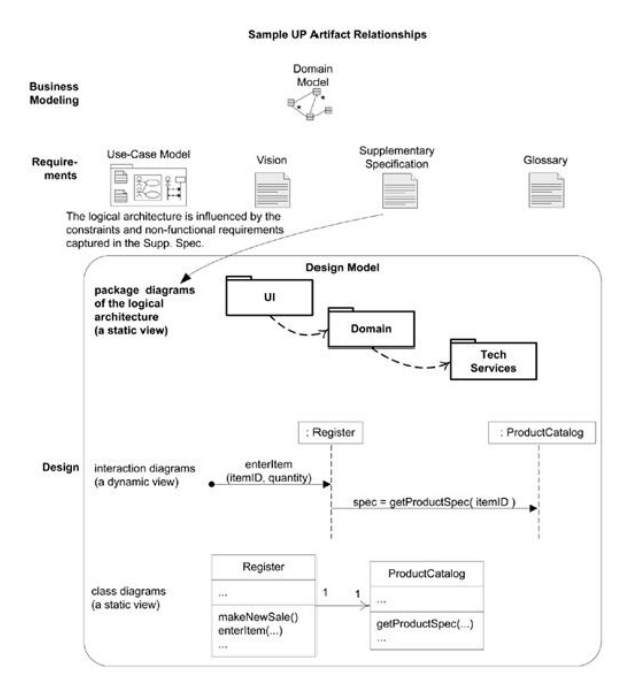 Sample UP Artifact Relationships
Domain
Model
Business
Modeling
Require-
ments
Use-Case Model
Vision
Supplementary
Specification
Glossary
The logical architecture is influenced by the
constraints and non-functional requirements
captured in the Supp. Spec.
Design Model
package diagrams
of the logical
architecture
(a static view)
UI
Domain
Tech
Services
: Register
: ProductCatalog
Design
interaction diagrams
(a dynamic view)
enterItem
(itemID, quantity)
spec = getProductSpec( itemID )
class diagrams
(a static view)
Register
...
makeNewSale()
enterItem(...)
...
1
1
ProductCatalog
...
getProductSpec(...)
...